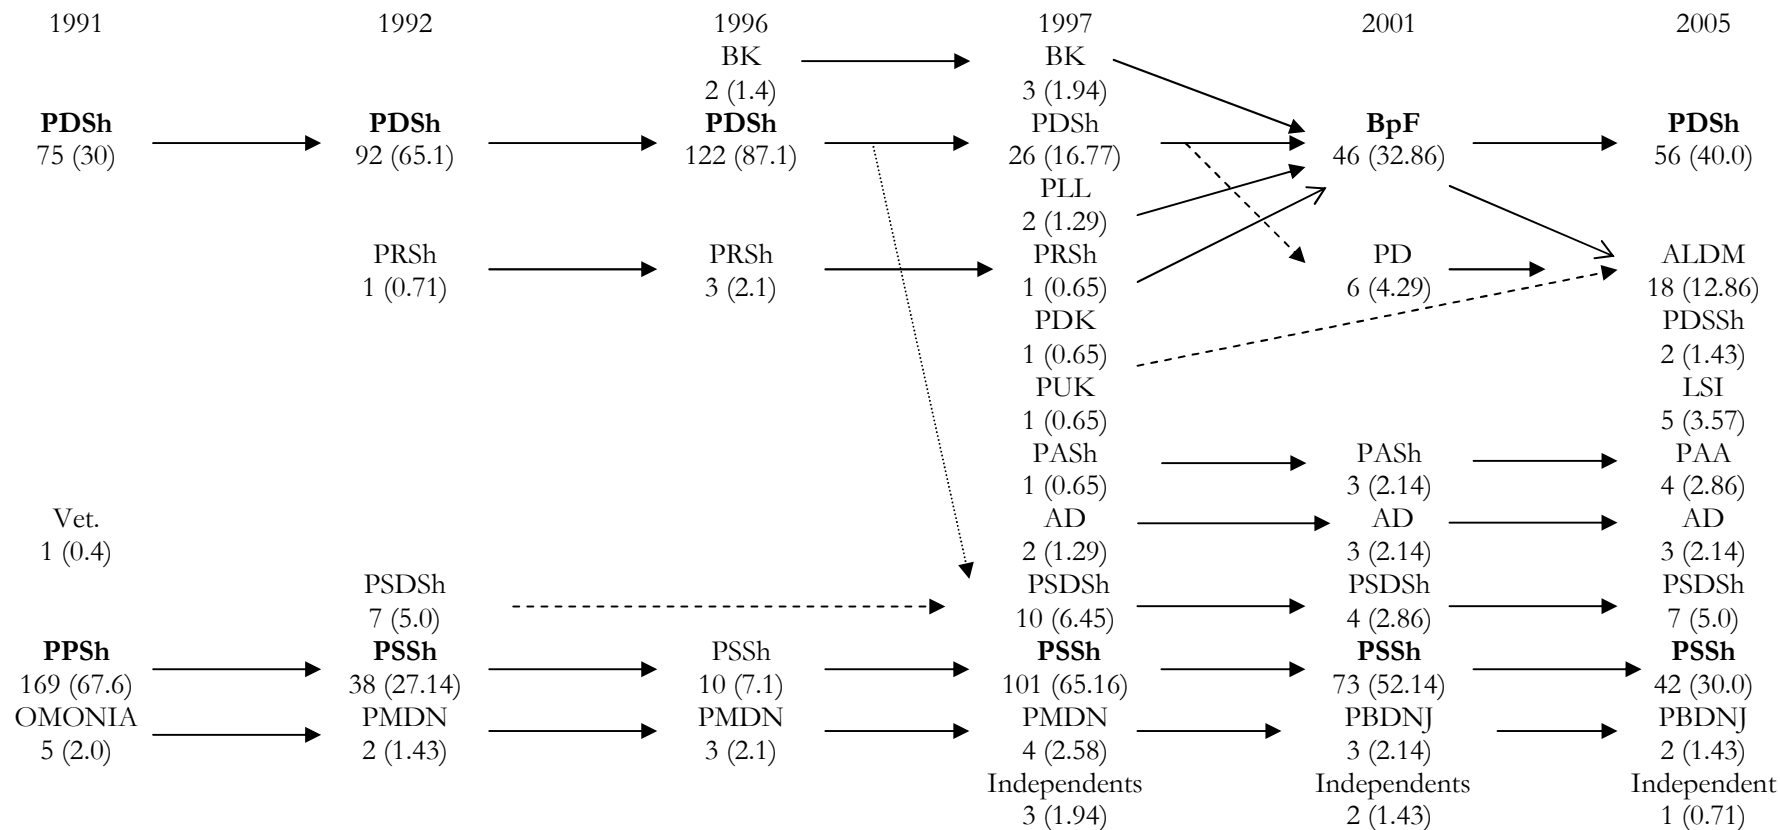 1991 1992 1996 1997 2001 2005
BK BK
2 (1.4) 3 (1.94)
PDSh PDSh PDSh PDSh BpF PDSh
75 (30) 92 (65.1) 122 (87.1) 26 (16.77) 46 (32.86) 56 (40.0)
PLL
2 (1.29)
PRSh PRSh PRSh PD ALDM
1 (0.71) 3 (2.1) 1 (0.65) 6 (4.29) 18 (12.86)
PDK PDSSh
1 (0.65) 2 (1.43)
PUK LSI
1 (0.65) 5 (3.57)
PASh PASh PAA
1 (0.65) 3 (2.14) 4 (2.86)
Vet. AD AD AD
1 (0.4) 2 (1.29) 3 (2.14) 3 (2.14)
PSDSh PSDSh PSDSh PSDSh
7 (5.0) 10 (6.45) 4 (2.86) 7 (5.0)
PPSh PSSh PSSh PSSh PSSh PSSh
169 (67.6) 38 (27.14) 10 (7.1) 101 (65.16) 73 (52.14) 42 (30.0)
OMONIA PMDN PMDN PMDN PBDNJ PBDNJ
5 (2.0) 2 (1.43) 3 (2.1) 4 (2.58) 3 (2.14) 2 (1.43)
Independents Independents Independent
3 (1.94) 2 (1.43) 1 (0.71)